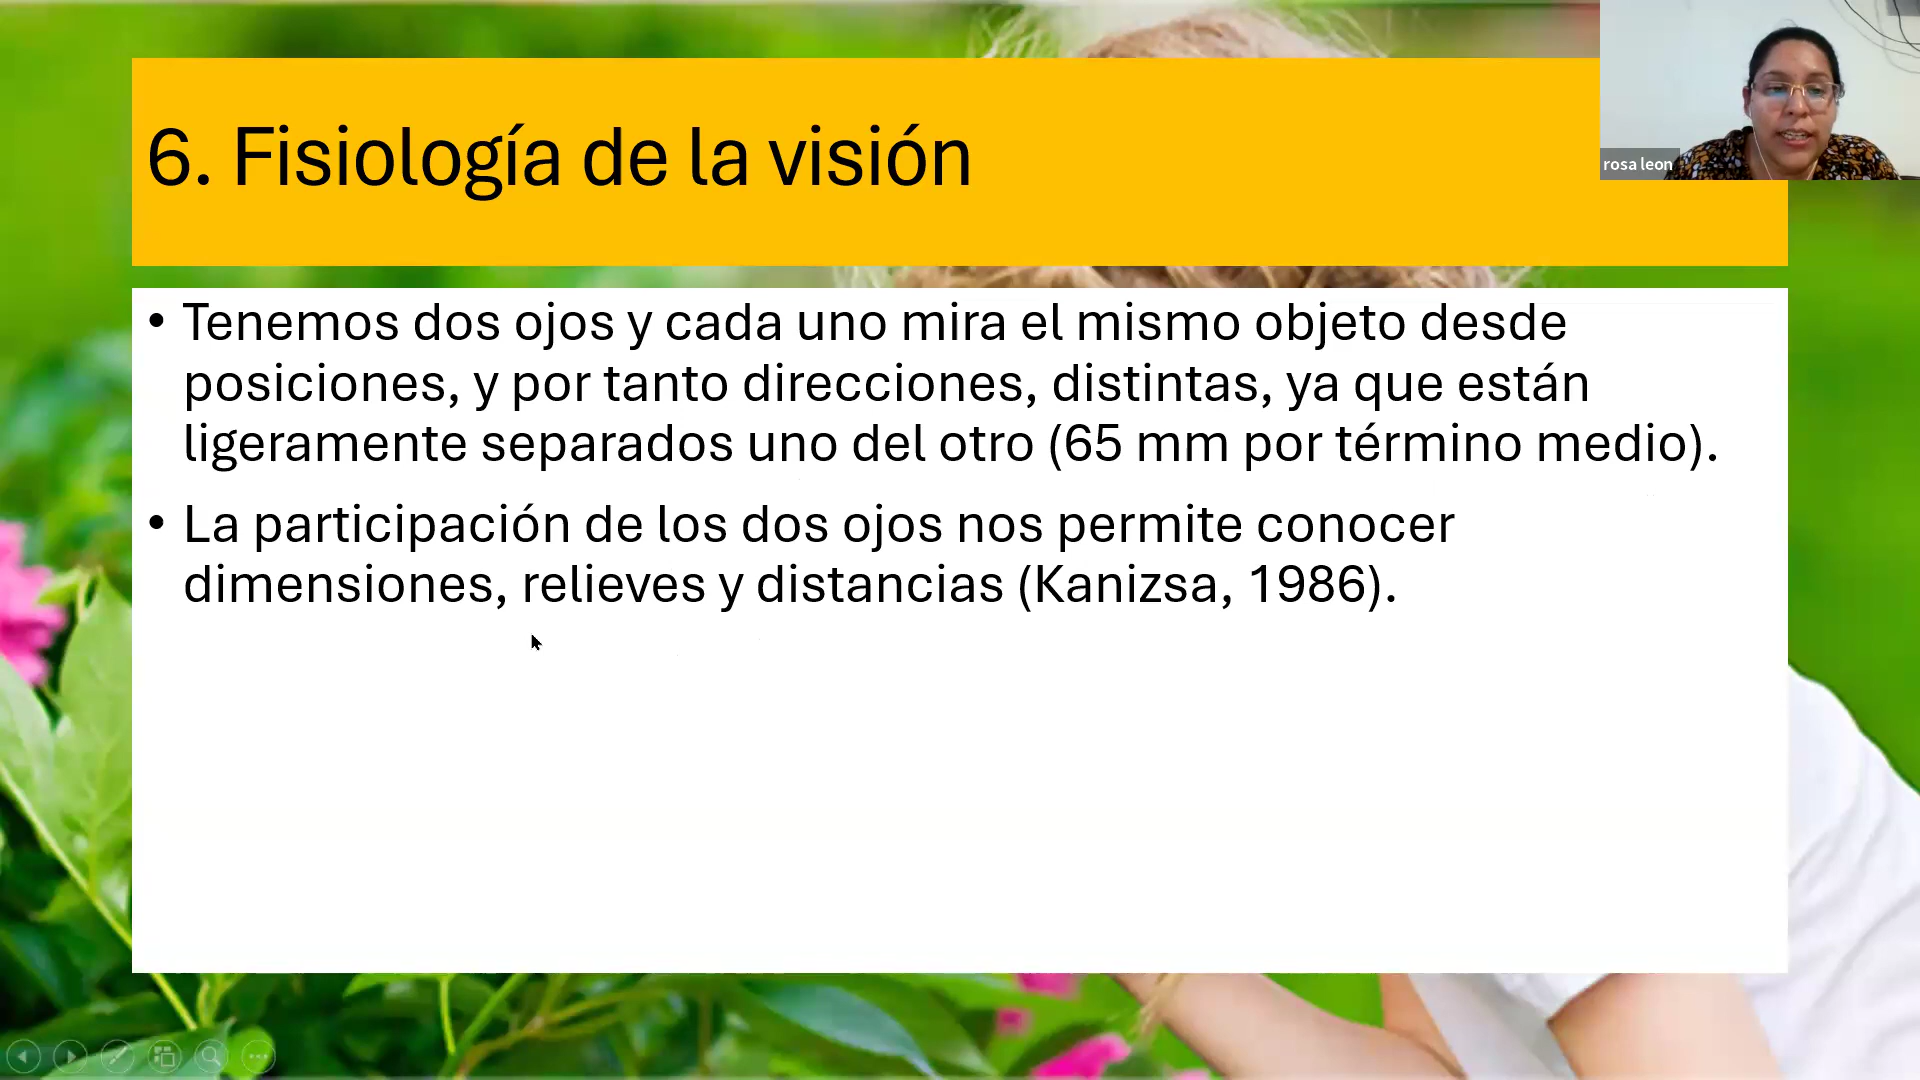 6. Fisiología de la visión
rosa leon
• Tenemos dos ojos y cada uno mira el mismo objeto desde
posiciones, y por tanto direcciones, distintas, ya que están
ligeramente separados uno del otro (65 mm por término medio).
• La participación de los dos ojos nos permite conocer
dimensiones, relieves y distancias (Kanizsa, 1986).